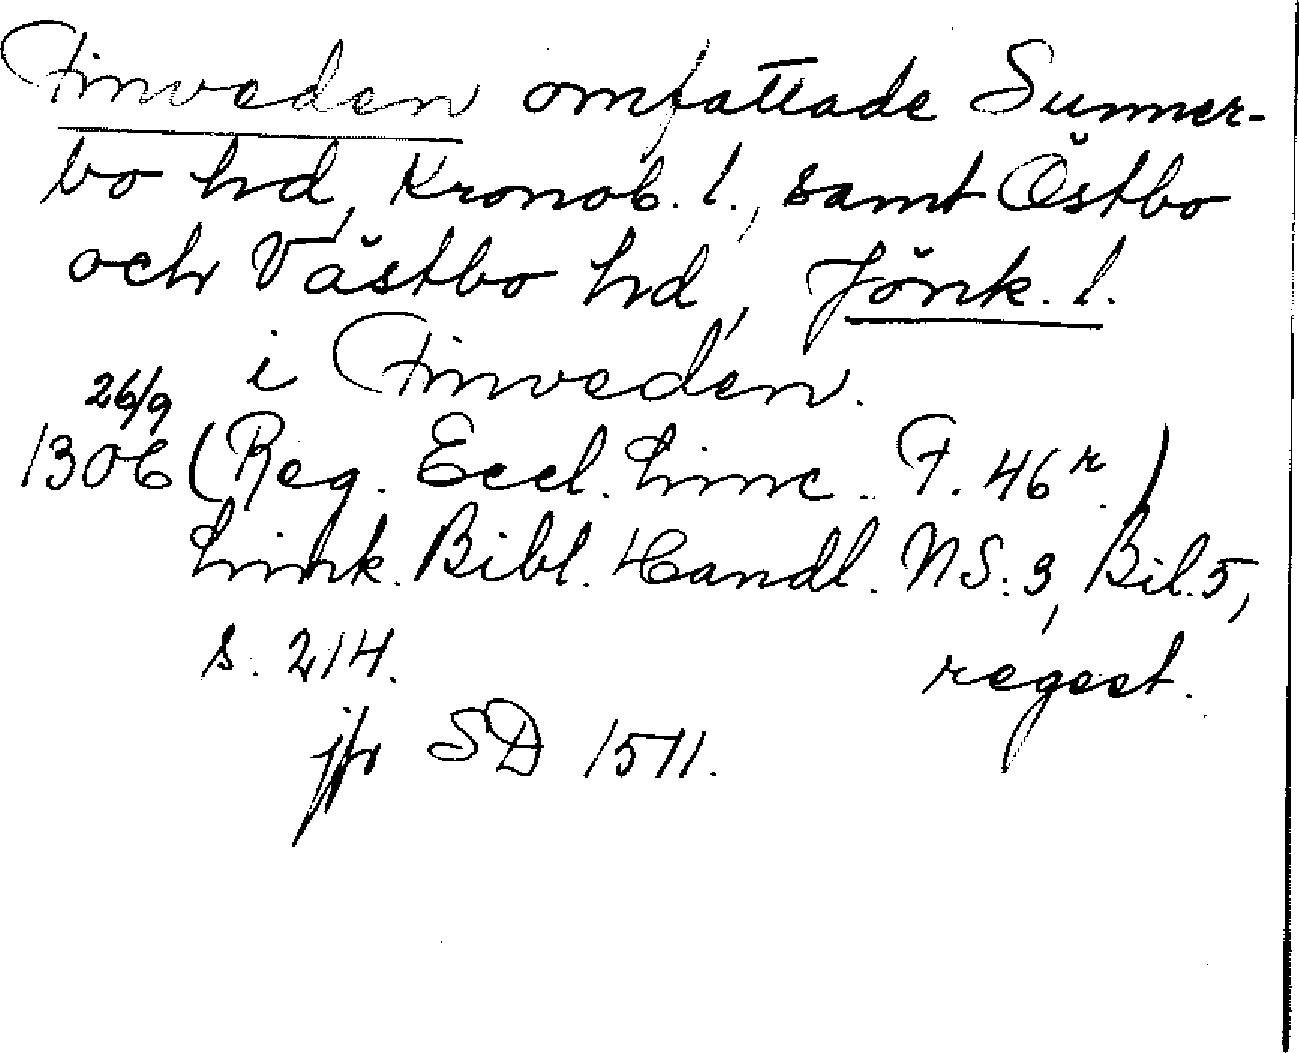 Finveden omfattade Sunner-
bo hd, Kronob. l., samt Östbo
och Västbo hd, Jönk. l.
i Finveden.
26/9
1306 (Reg. Eccl. Linc. F. 46r.)
Link. Bibl. Handl. NS. 3, Bil. 5,
s. 214. regest.
jfr SD 1511.